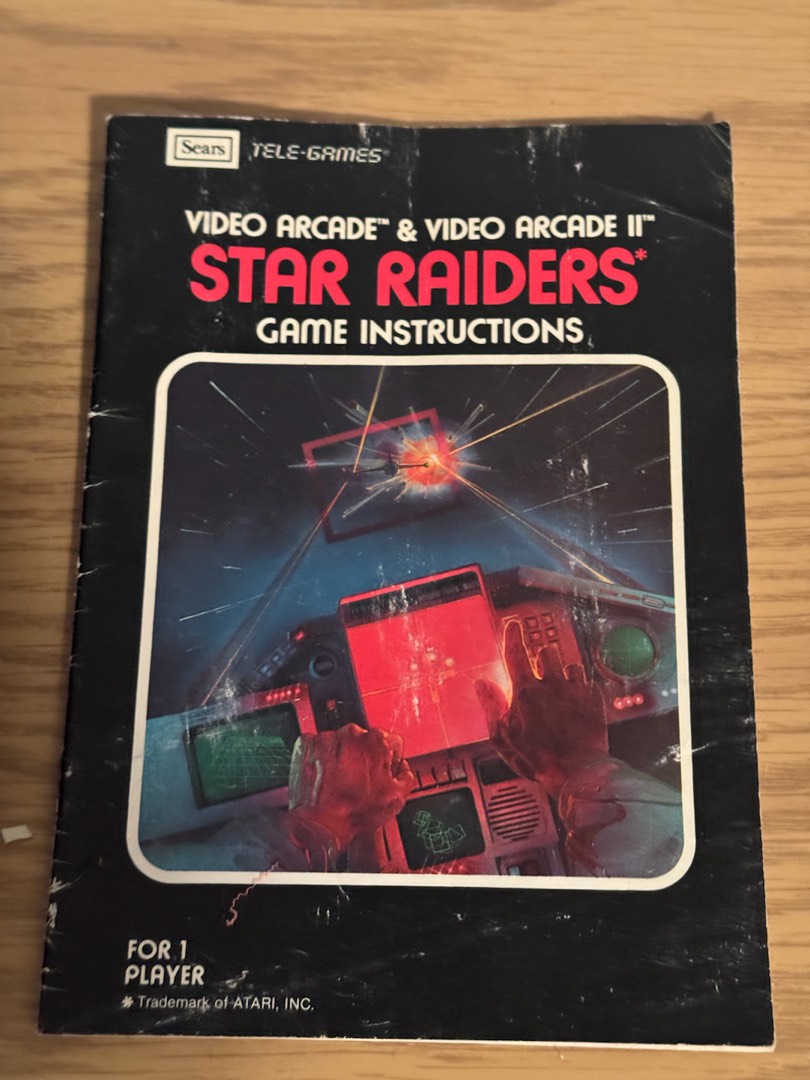 Sears TELE-GAMES
VIDEO ARCADE™ & VIDEO ARCADE II™
STAR RAIDERS*
GAME INSTRUCTIONS
FOR 1
PLAYER
* Trademark of ATARI, INC.